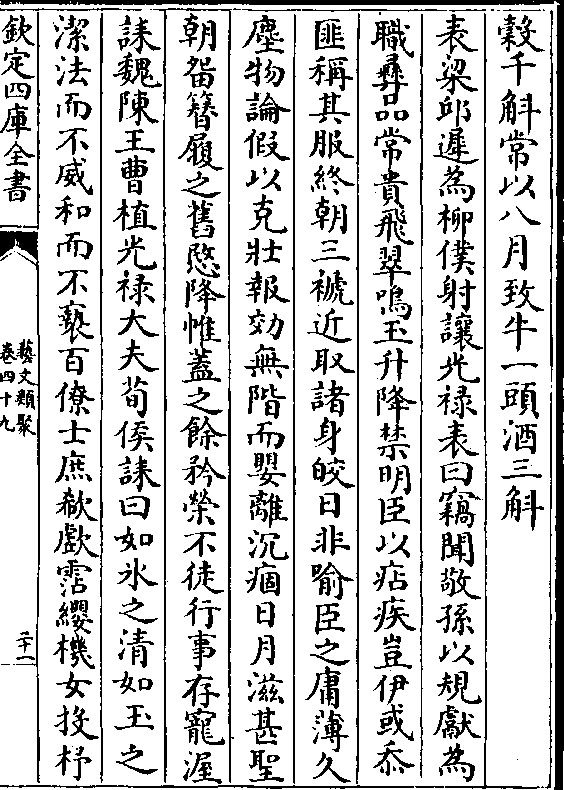 穀千斛常以八月致牛一頭酒三斛
表梁邱遲為柳僕射讓光祿表曰竊聞敬孫以規獻為
職彝品常貴飛翠鳴玉升降禁明臣以痁疾豈伊或忝
匪稱其服終朝三褫近取諸身皎日非喻臣之庸薄久
塵物論假以克壯報効無階而嬰離沉痼日月滋甚聖
朝畱簪履之舊愍降惟蓋之餘矜榮不徒行事存寵渥
誄魏陳王曹植光祿大夫荀侯誄曰如氷之清如玉之
潔法而不威和而不褻百僚士庶欷歔霑纓機女投杼
欽定四庫全書
藝文類聚
卷四十九
二十一